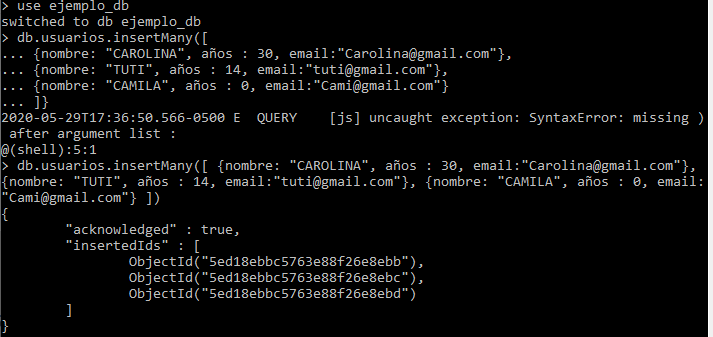 > use ejemplo_db
switched to db ejemplo_db
> db.usuarios.insertMany([
... {nombre: "CAROLINA", años : 30, email:"Carolina@gmail.com"},
... {nombre: "TUTI", años : 14, email:"tuti@gmail.com"},
... {nombre: "CAMILA", años : 0, email:"Cami@gmail.com"}
... ]}
2020-05-29T17:36:50.566-0500 E  QUERY    [js] uncaught exception: SyntaxError: missing )
 after argument list :
@(shell):5:1
> db.usuarios.insertMany([ {nombre: "CAROLINA", años : 30, email:"Carolina@gmail.com"},
{nombre: "TUTI", años : 14, email:"tuti@gmail.com"}, {nombre: "CAMILA", años : 0, email:
"Cami@gmail.com"} ])
{
        "acknowledged" : true,
        "insertedIds" : [
                ObjectId("5ed18ebbc5763e88f26e8ebb"),
                ObjectId("5ed18ebbc5763e88f26e8ebc"),
                ObjectId("5ed18ebbc5763e88f26e8ebd")
        ]
}